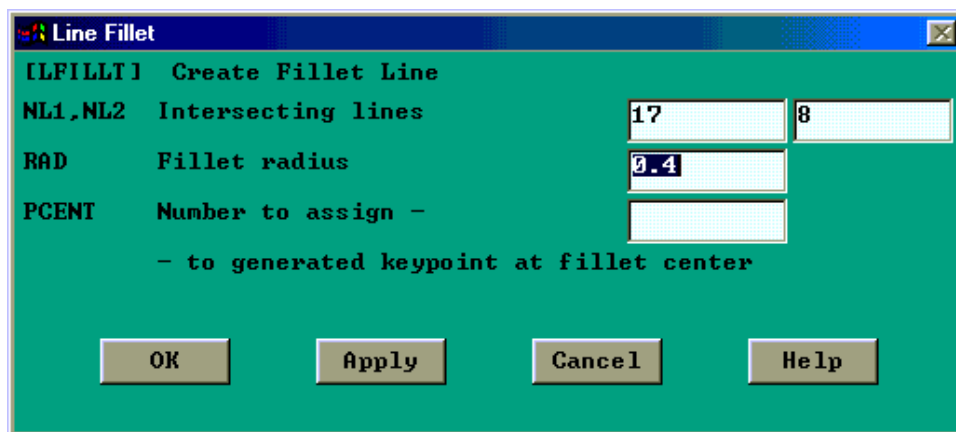 Line Fillet
[LFILLT] Create Fillet Line
NL1,NL2 Intersecting lines 17 8
RAD Fillet radius 0.4
PCENT Number to assign -
- to generated keypoint at fillet center
OK Apply Cancel Help